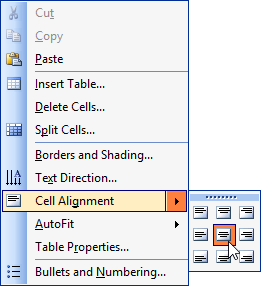 Cut
Copy
Paste
Insert Table...
Delete Cells...
Split Cells...
Borders and Shading...
Text Direction...
Cell Alignment
AutoFit
Table Properties...
Bullets and Numbering...